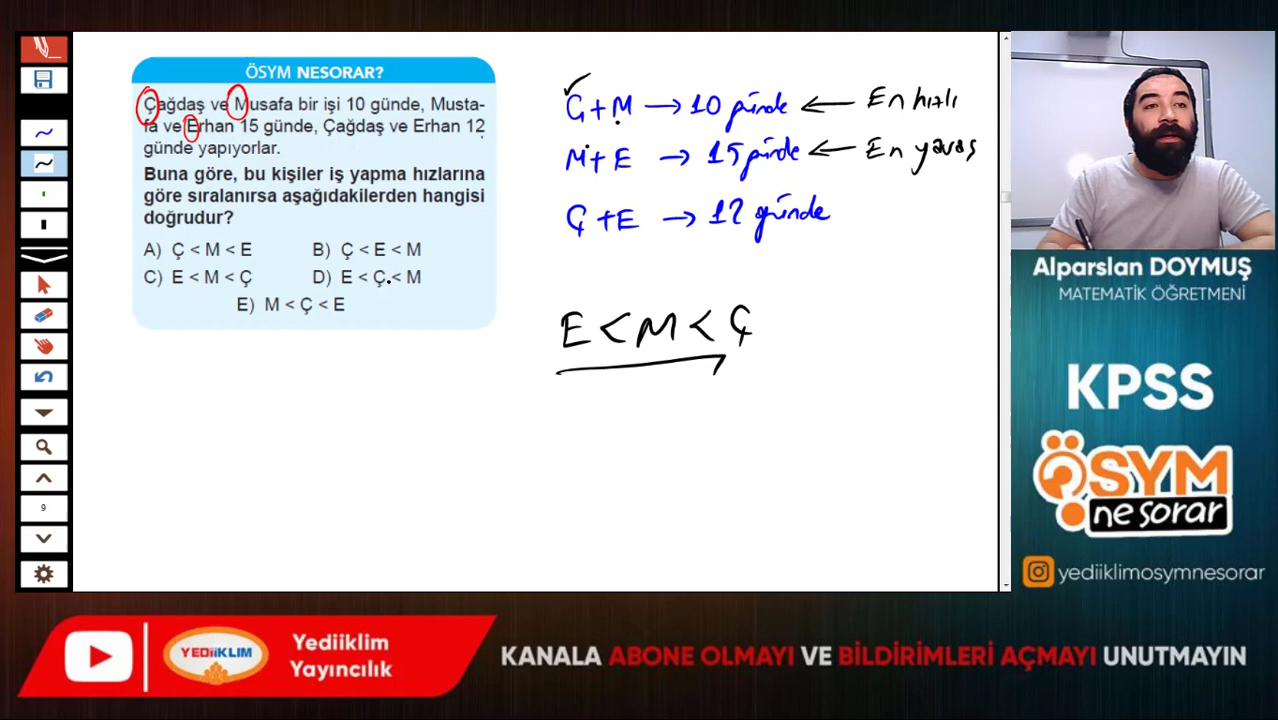 ÖSYM NESORAR?
Çağdaş ve Musafa bir işi 10 günde, Musta-
fa ve Erhan 15 günde, Çağdaş ve Erhan 12
günde yapıyorlar.
Buna göre, bu kişiler iş yapma hızlarına
göre sıralanırsa aşağıdakilerden hangisi
doğrudur?
A) Ç < M < E B) Ç < E < M
C) E < M < Ç D) E < Ç < M
E) M < Ç < E
Ç+M → 10 günde ← En hızlı
M+E → 15 günde ← En yavaş
Ç+E → 12 günde
E < M < Ç
9
Alparslan DOYMUŞ
MATEMATİK ÖĞRETMENİ
KPSS
ÖSYM
ne sorar
yediiklimosymnesorar
YEDİİKLİM
Yediiklim
Yayıncılık
KANALA ABONE OLMAYI VE BİLDİRİMLERİ AÇMAYI UNUTMAYIN